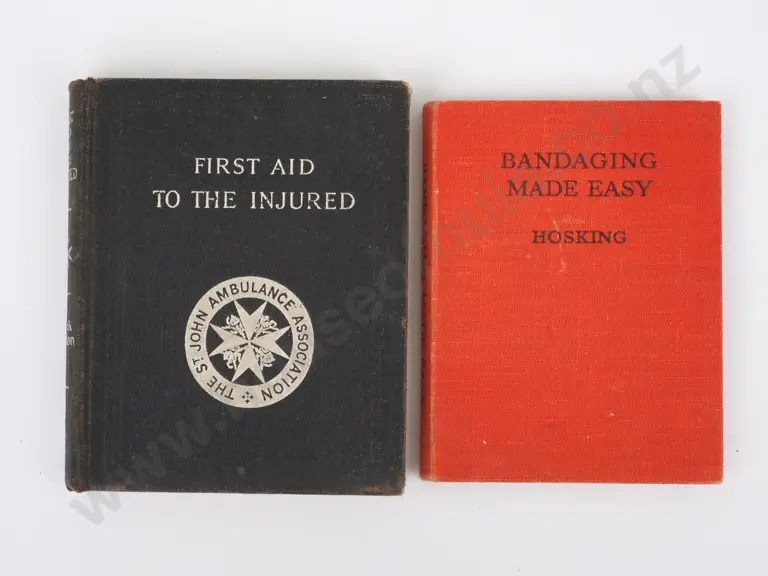 FIRST AID
TO THE INJURED
THE ST JOHN AMBULANCE ASSOCIATION
BANDAGING
MADE EASY
HOSKING